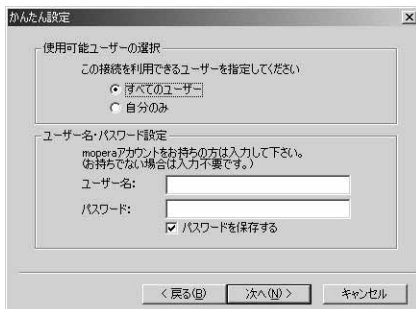 かんたん設定
使用可能ユーザーの選択
この接続を利用できるユーザーを指定してください
すべてのユーザー
自分のみ
ユーザー名・パスワード設定
moperaアカウントをお持ちの方は入力して下さい。
(お持ちでない場合は入力不要です。)
ユーザー名:
パスワード:
パスワードを保存する
< 戻る(B)
次へ(N) >
キャンセル